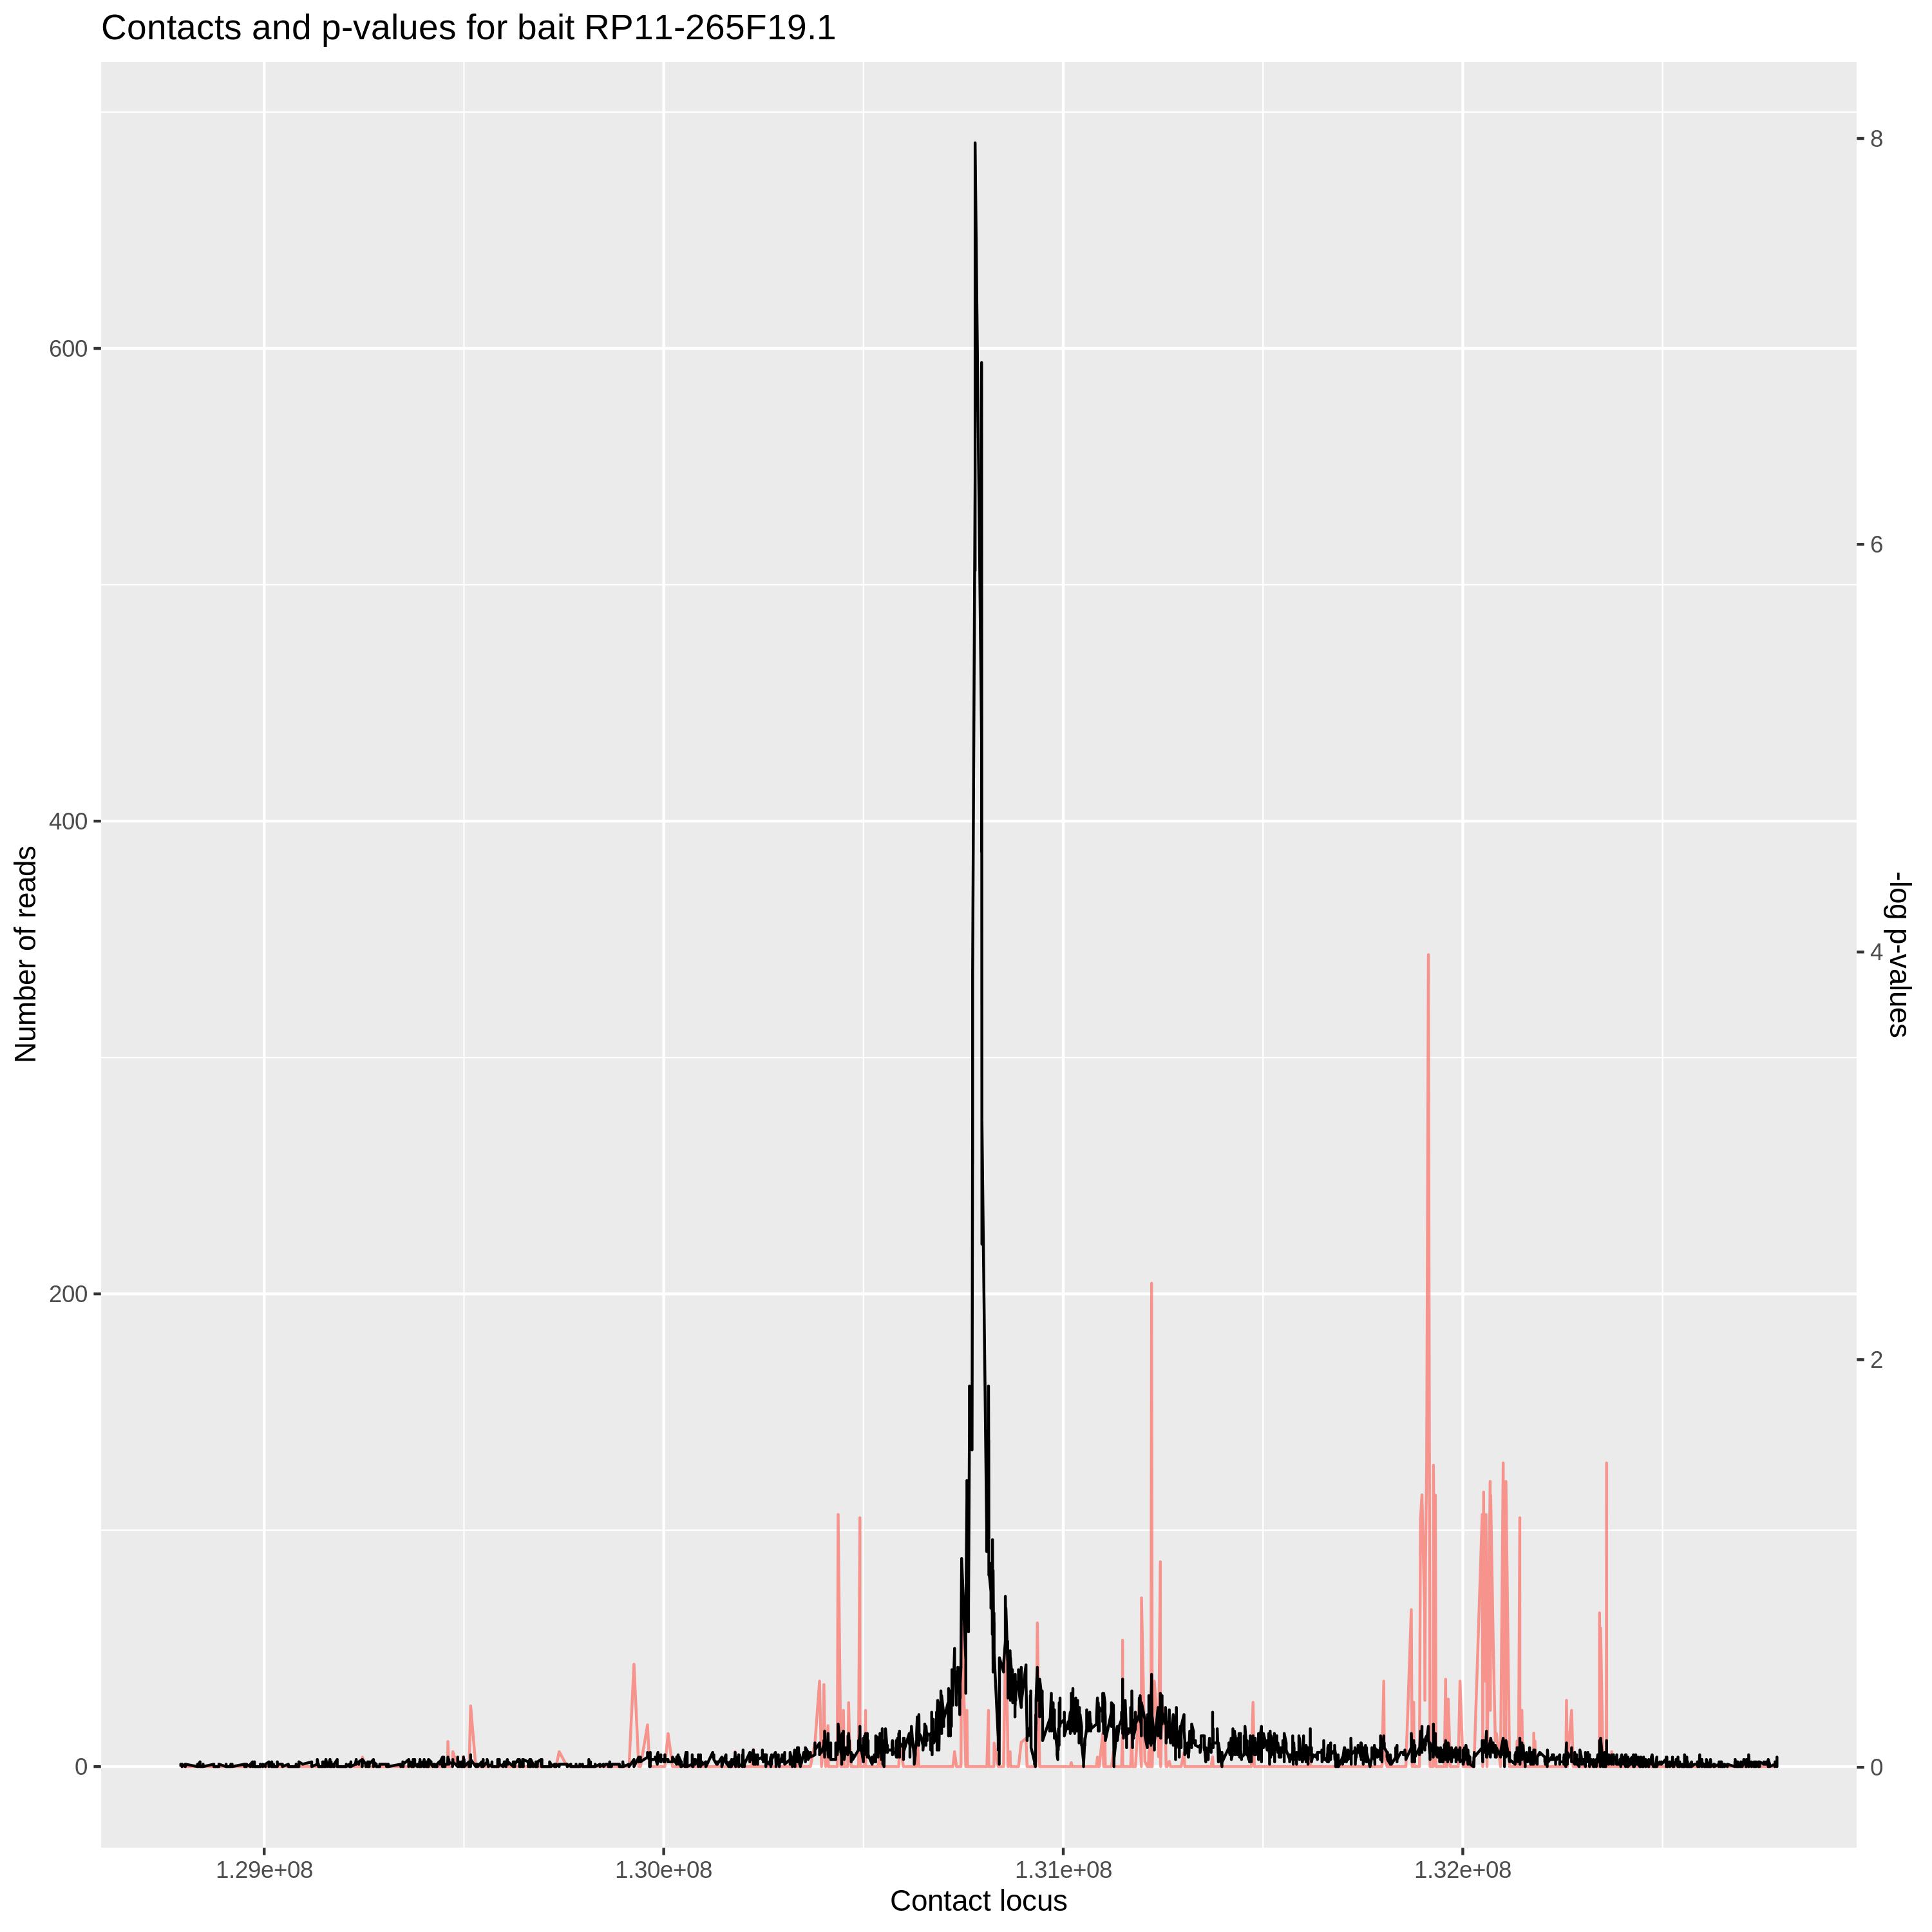 Contacts and p-values for bait RP11-265F19.1
Number of reads
600
400
200
0
8
6
4
2
0
-log p-values
1.29e+08
1.30e+08
1.31e+08
1.32e+08
Contact locus